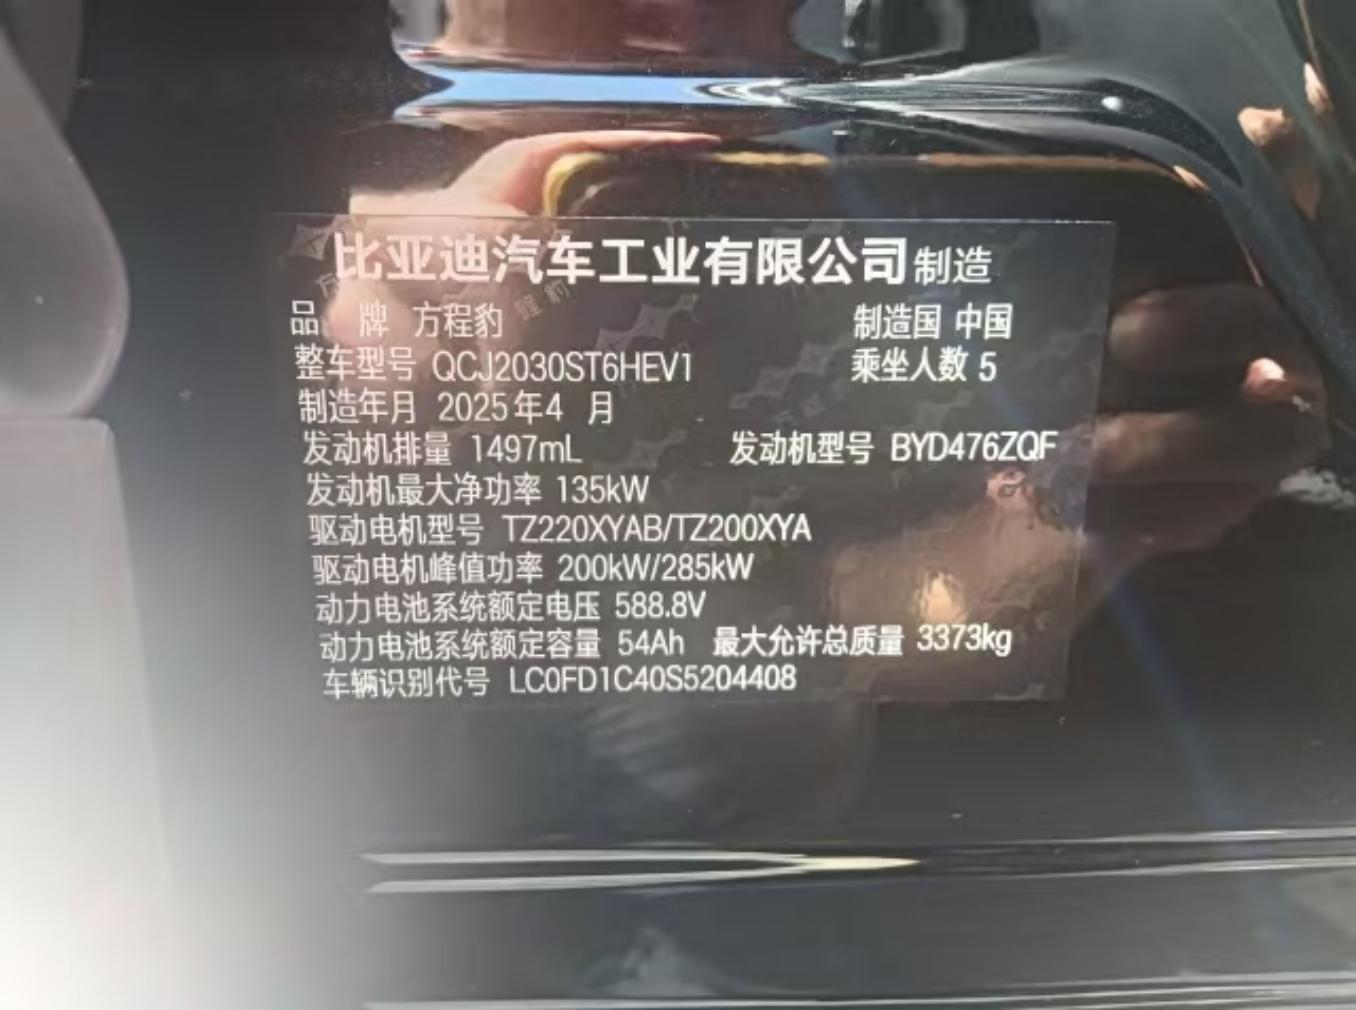 比亚迪汽车工业有限公司制造
品 牌 方程豹 制造国 中国
整车型号 QCJ2030ST6HEV1 乘坐人数 5
制造年月 2025年4 月
发动机排量 1497mL 发动机型号 BYD476ZQF
发动机最大净功率 135kW
驱动电机型号 TZ220XYAB/TZ200XYA
驱动电机峰值功率 200kW/285kW
动力电池系统额定电压 588.8V
动力电池系统额定容量 54Ah 最大允许总质量 3373kg
车辆识别代号 LC0FD1C40S5204408